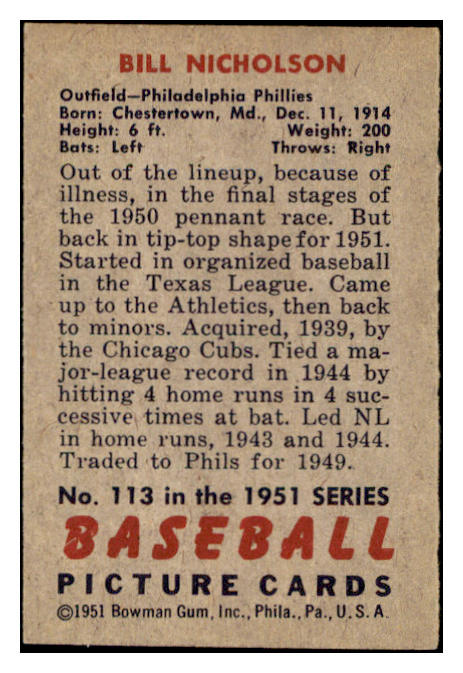 BILL NICHOLSON
Outfield—Philadelphia Phillies
Born: Chestertown, Md., Dec. 11, 1914
Height: 6 ft. Weight: 200
Bats: Left Throws: Right
Out of the lineup, because of
illness, in the final stages of
the 1950 pennant race. But
back in tip-top shape for 1951.
Started in organized baseball
in the Texas League. Came
up to the Athletics, then back
to minors. Acquired, 1939, by
the Chicago Cubs. Tied a ma-
jor-league record in 1944 by
hitting 4 home runs in 4 suc-
cessive times at bat. Led NL
in home runs, 1943 and 1944.
Traded to Phils for 1949.
No. 113 in the 1951 SERIES
BASEBALL
PICTURE CARDS
©1951 Bowman Gum, Inc., Phila., Pa., U. S. A.